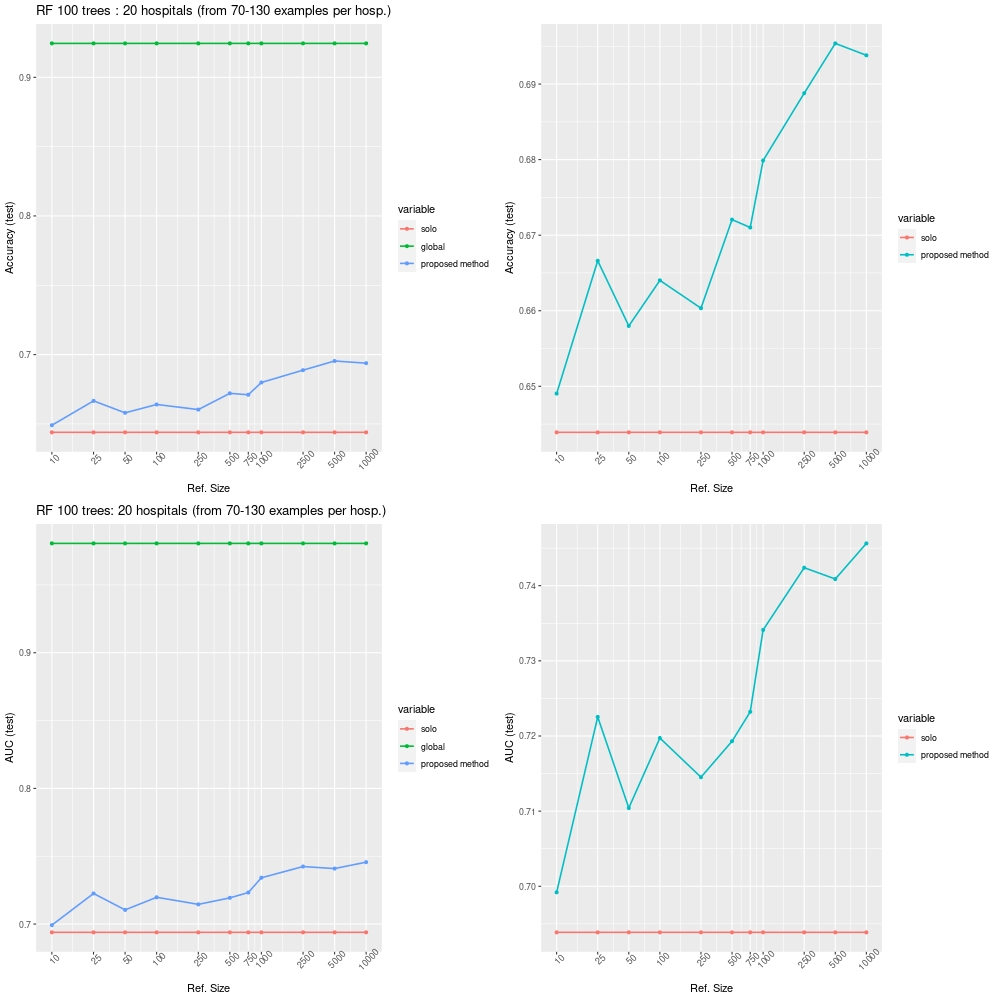 RF 100 trees : 20 hospitals (from 70-130 examples per hosp.)
Accuracy (test)
0.9
0.8
0.7
10 25 50 100 250 500 750 1000 2500 5000 10000
Ref. Size
variable
solo
global
proposed method
Accuracy (test)
0.69
0.68
0.67
0.66
0.65
10 25 50 100 250 500 750 1000 2500 5000 10000
Ref. Size
variable
solo
proposed method
RF 100 trees: 20 hospitals (from 70-130 examples per hosp.)
AUC (test)
0.9
0.8
0.7
10 25 50 100 250 500 750 1000 2500 5000 10000
Ref. Size
variable
solo
global
proposed method
AUC (test)
0.74
0.73
0.72
0.71
0.70
10 25 50 100 250 500 750 1000 2500 5000 10000
Ref. Size
variable
solo
proposed method